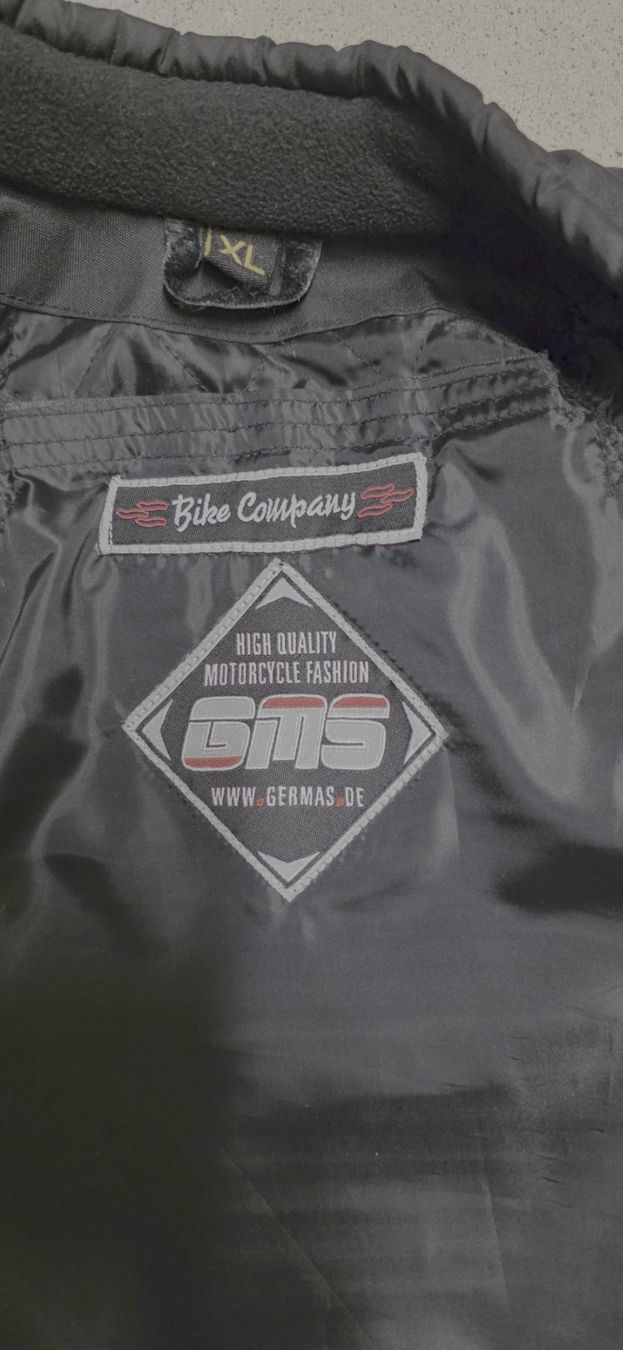 XL
Bike Company
HIGH QUALITY
MOTORCYCLE FASHION
GMS
WWW.GERMAS.DE